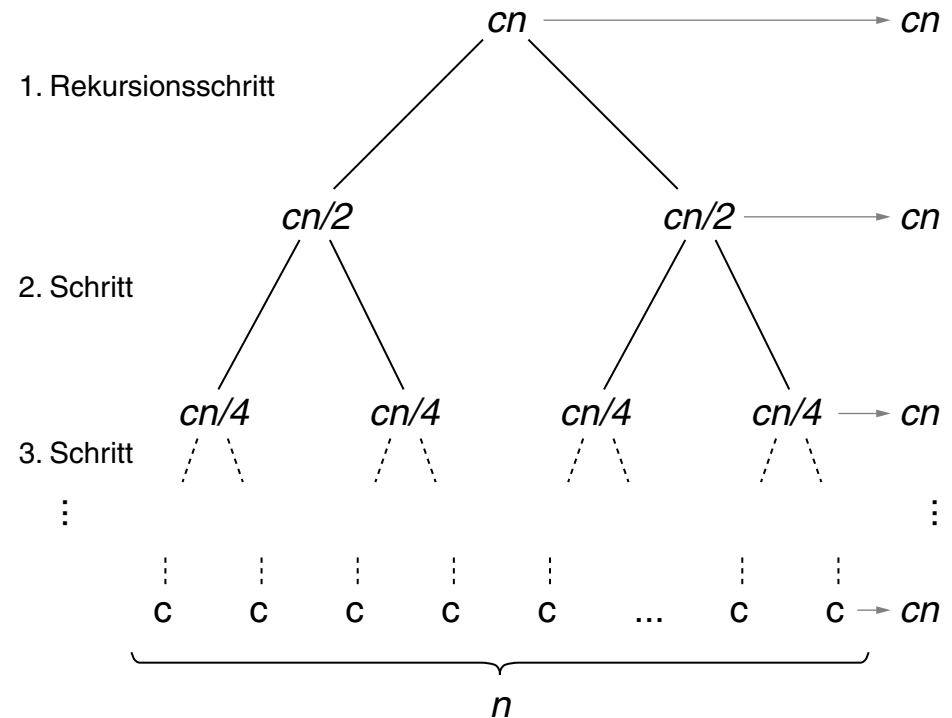 cn cn
1. Rekursionsschritt
cn/2 cn/2 cn
2. Schritt
cn/4 cn/4 cn/4 cn/4 cn
3. Schritt
⋮ ⋮
c c c c c ... c c cn
n